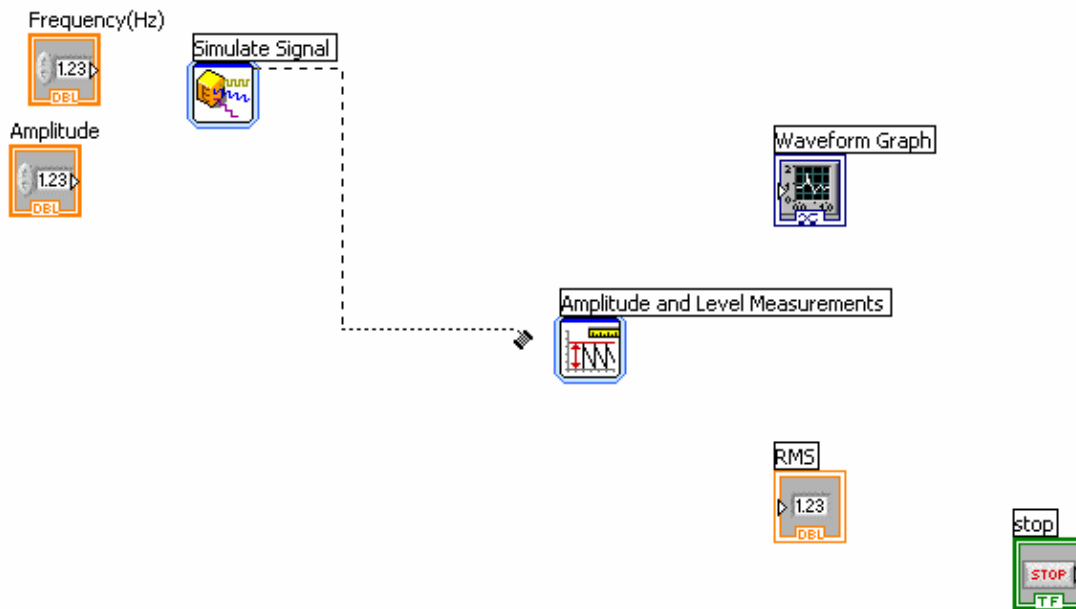 Frequency(Hz)
1.23
DBL
Simulate Signal
Amplitude
1.23
DBL
Waveform Graph
Amplitude and Level Measurements
RMS
1.23
DBL
stop
STOP
TF